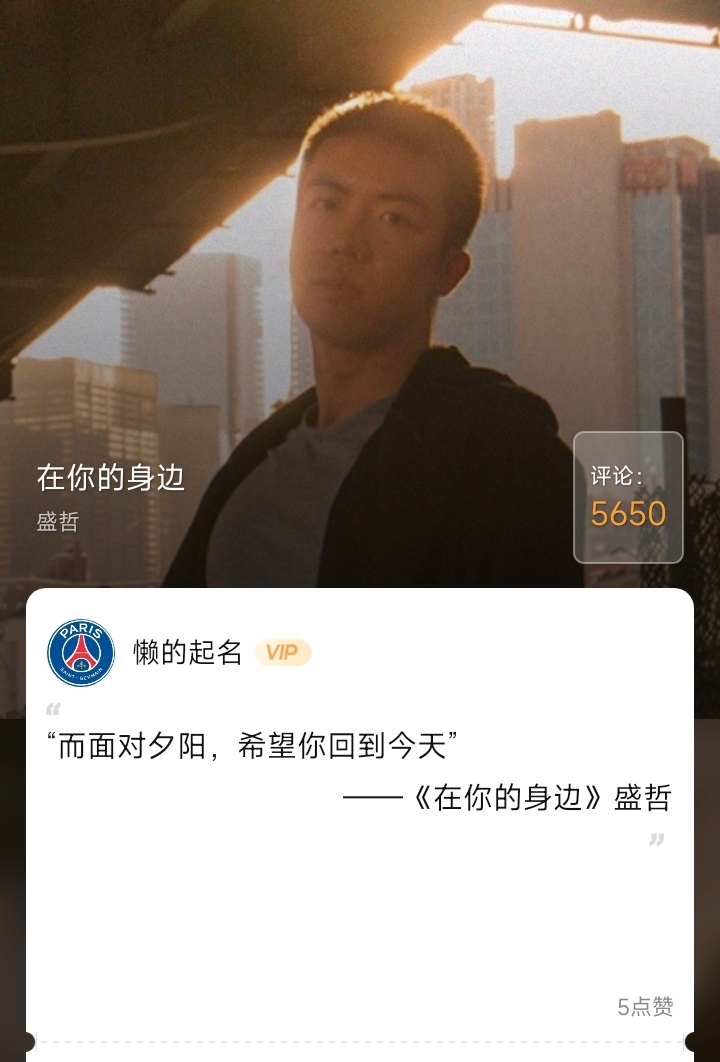 在你的身边
盛哲
评论：
5650
PARIS
SAINT-GERMAIN
懒的起名 VIP
“
“而面对夕阳，希望你回到今天”
——《在你的身边》盛哲
”
5点赞